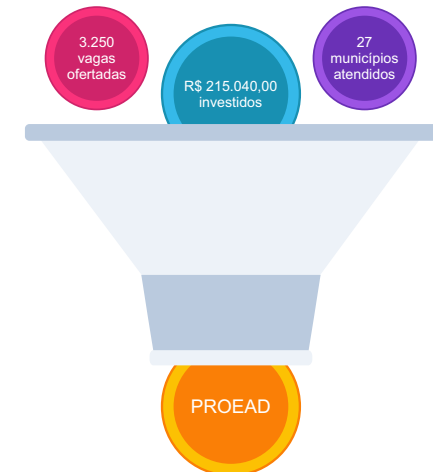 3.250
vagas
ofertadas
R$ 215.040,00
investidos
27
municípios
atendidos
PROEAD